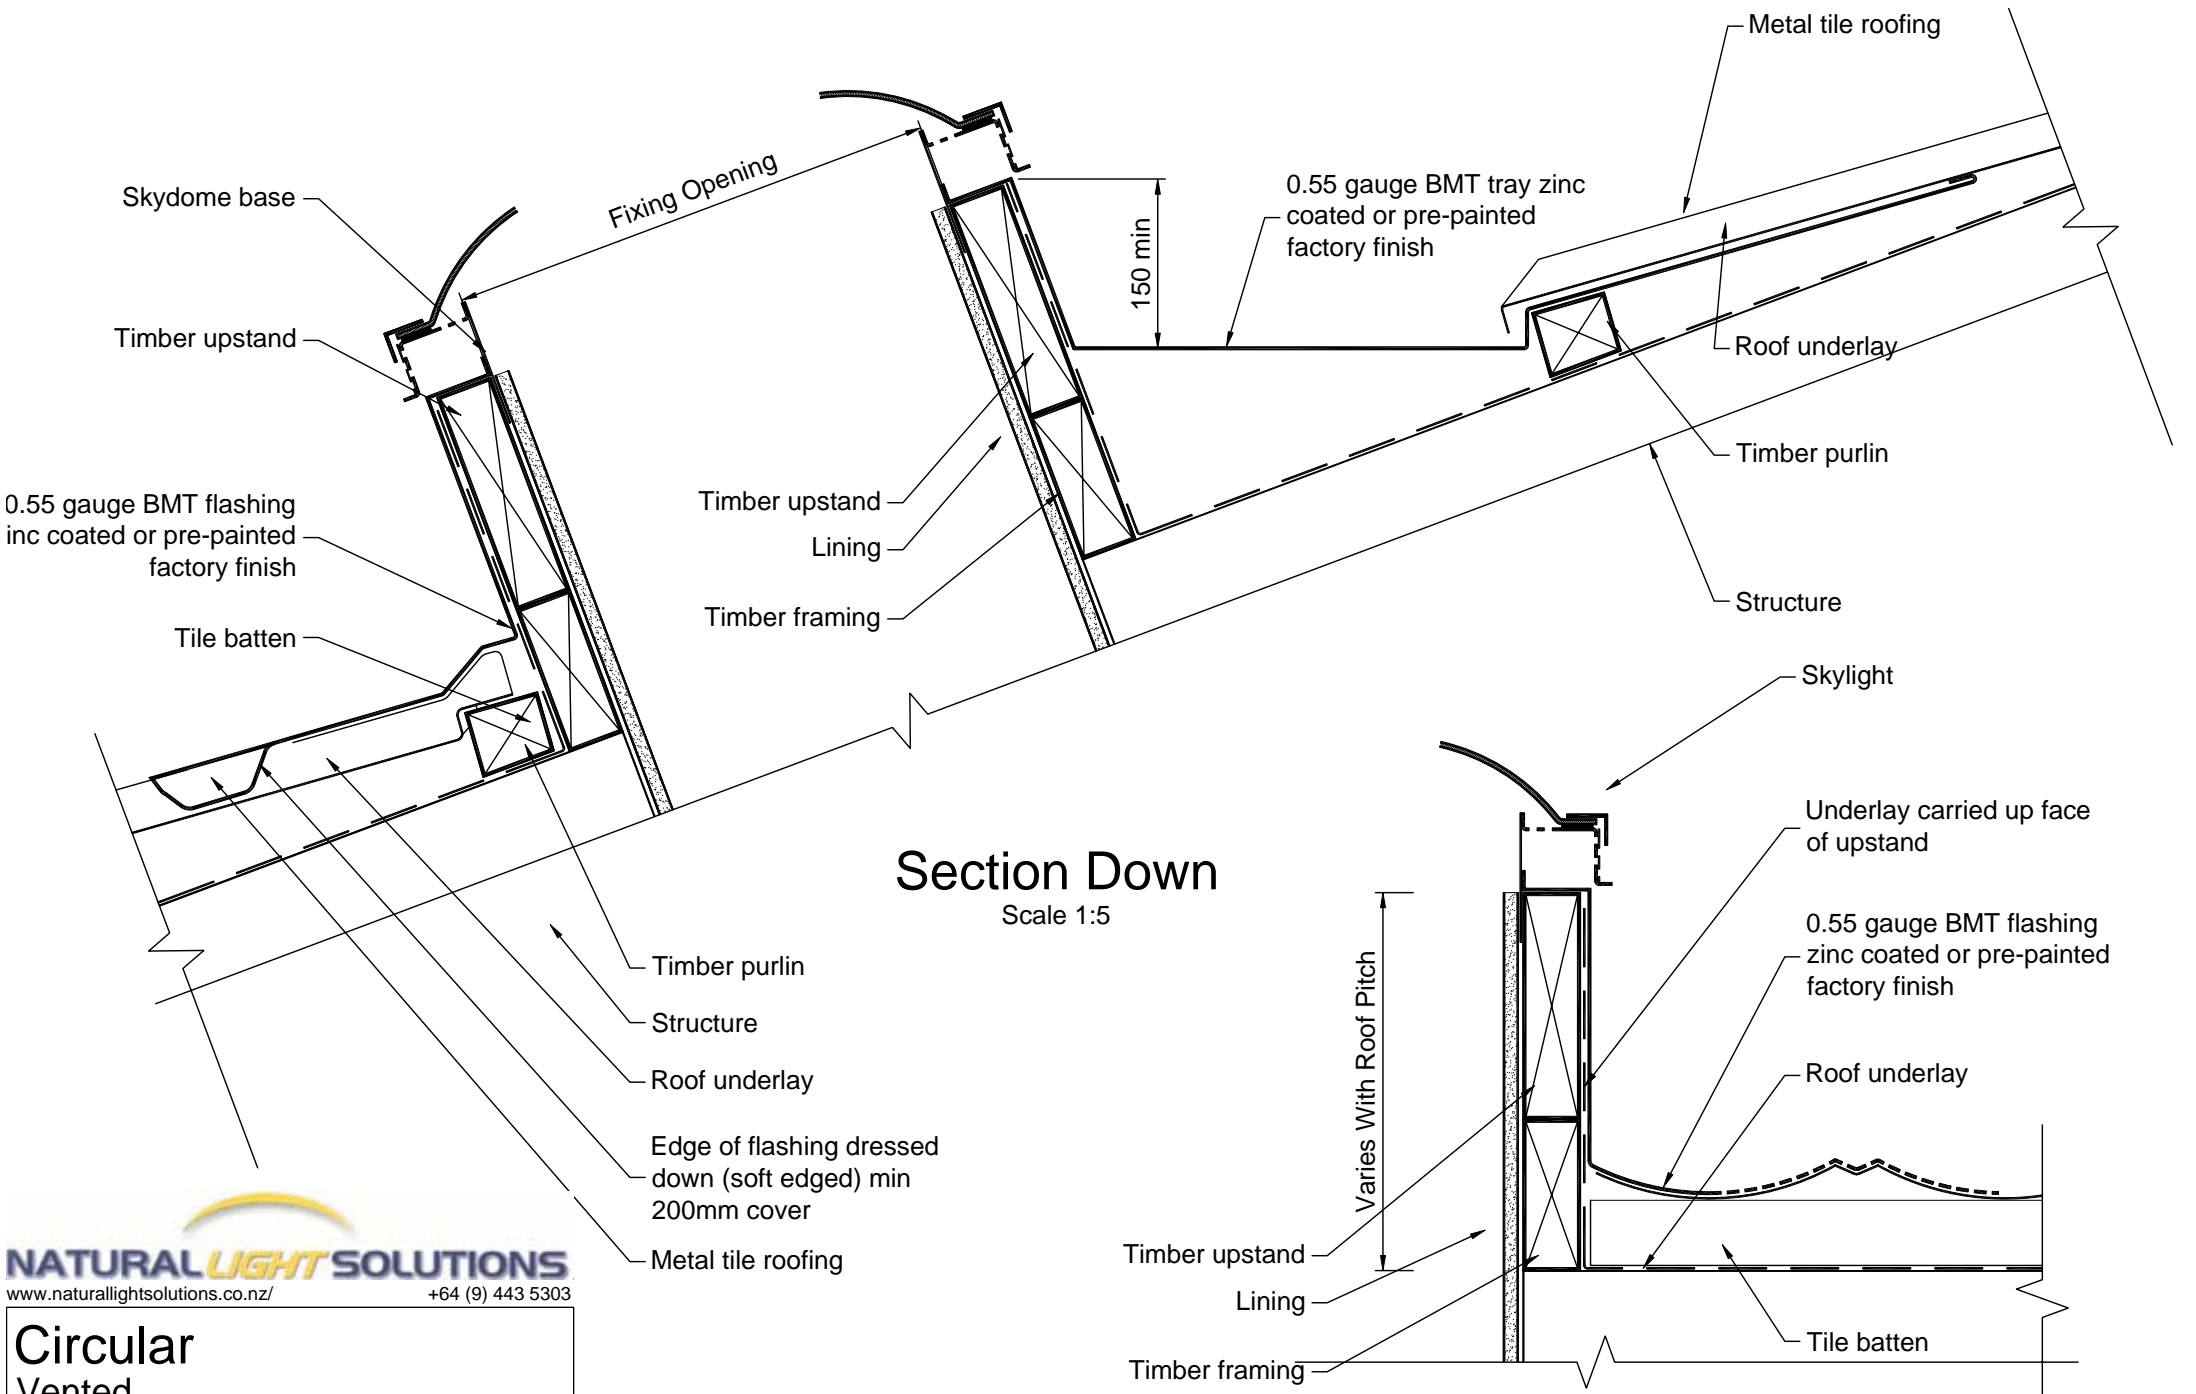 Metal tile roofing
Skydome base
Fixing Opening
0.55 gauge BMT tray zinc
coated or pre-painted
factory finish
150 min
Timber upstand
Roof underlay
Timber purlin
0.55 gauge BMT flashing
inc coated or pre-painted
factory finish
Timber upstand
Lining
Timber framing
Structure
Tile batten
Skylight
Section Down
Scale 1:5
Underlay carried up face
of upstand
0.55 gauge BMT flashing
zinc coated or pre-painted
factory finish
Timber purlin
Structure
Roof underlay
Varies With Roof Pitch
Roof underlay
Edge of flashing dressed
down (soft edged) min
200mm cover
Metal tile roofing
Timber upstand
Lining
Timber framing
Tile batten
NATURAL LIGHT SOLUTIONS
www.naturallightsolutions.co.nz/ +64 (9) 443 5303
Circular
Vented